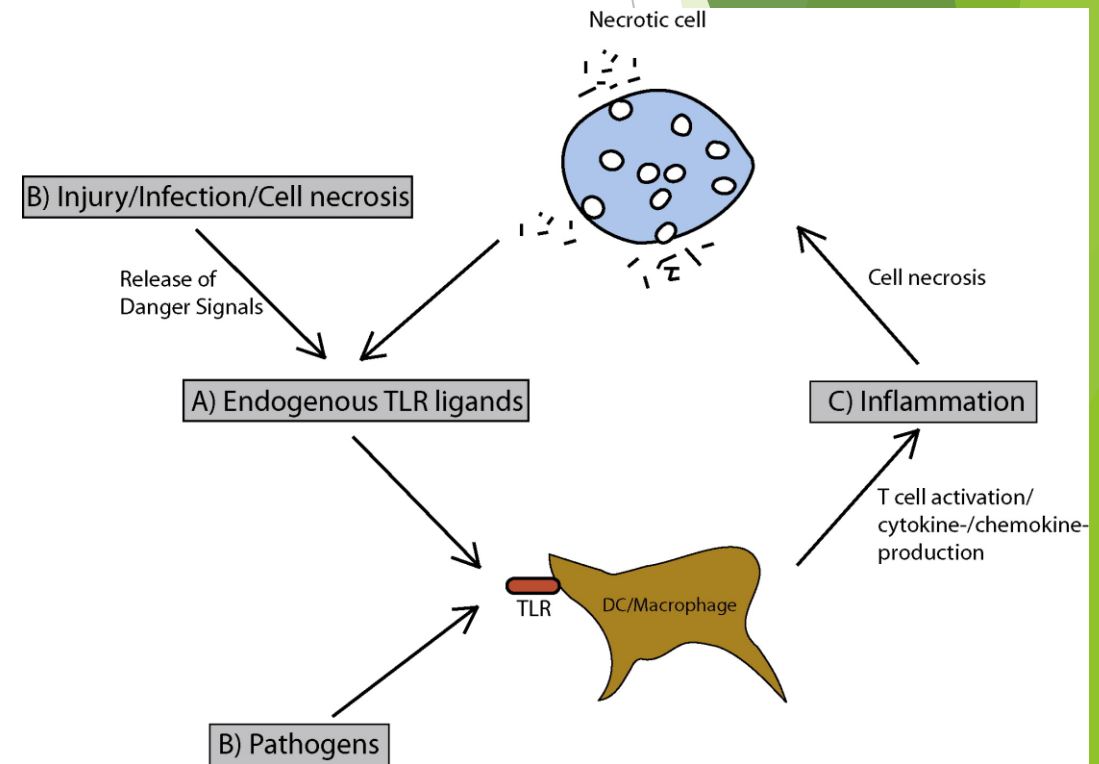 Necrotic cell
B) Injury/Infection/Cell necrosis
Release of
Danger Signals
Cell necrosis
A) Endogenous TLR ligands
C) Inflammation
T cell activation/
cytokine-/chemokine-
production
TLR
DC/Macrophage
B) Pathogens